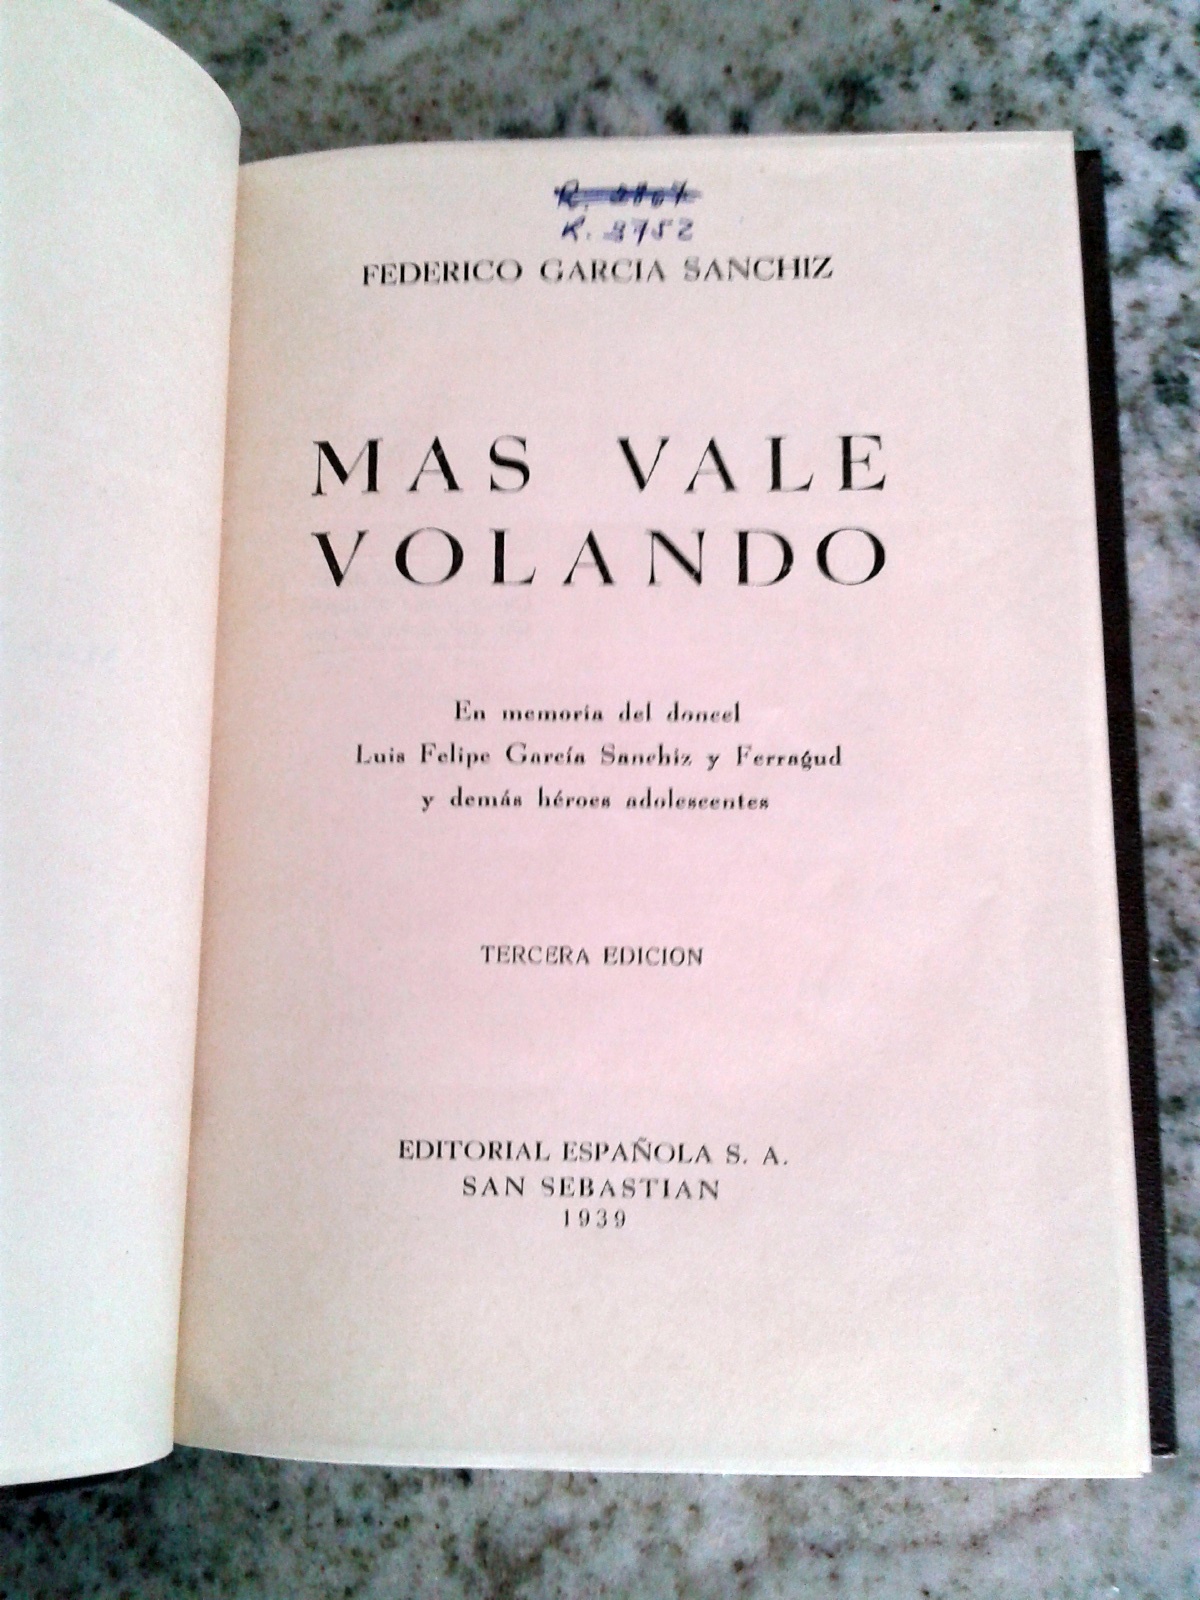 R. 3752
FEDERICO GARCIA SANCHIZ
MAS VALE
VOLANDO
En memoria del doncel
Luis Felipe García Sanchiz y Ferragud
y demás héroes adolescentes
TERCERA EDICION
EDITORIAL ESPAÑOLA S. A.
SAN SEBASTIAN
1939